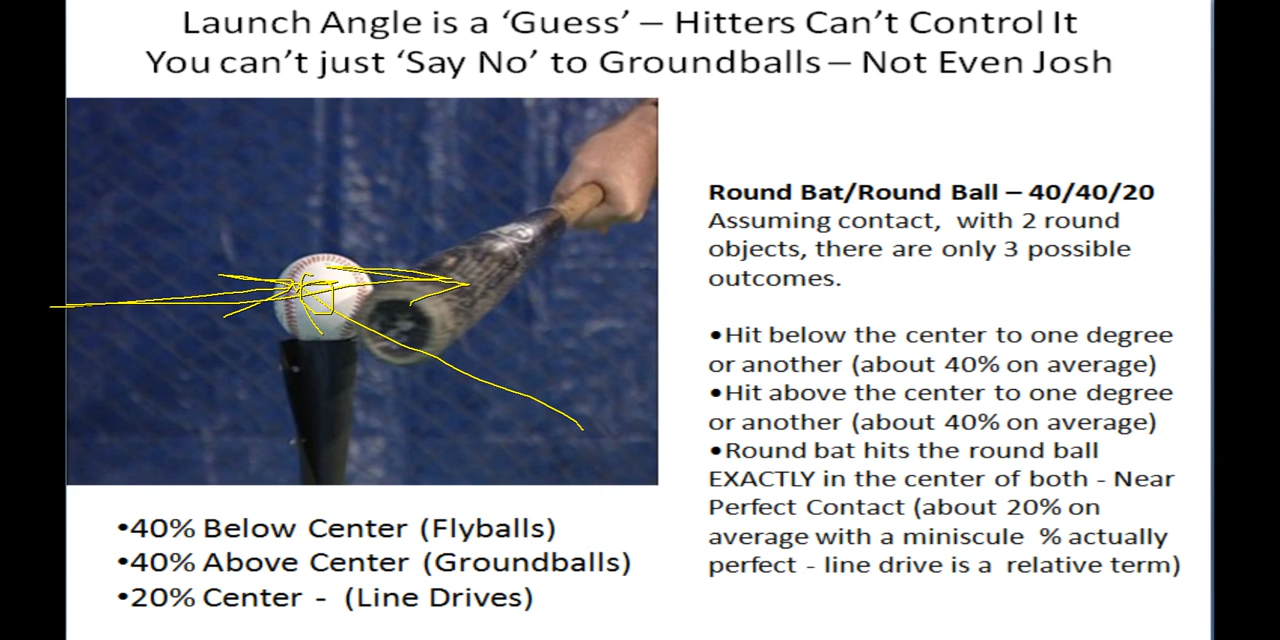 Launch Angle is a ‘Guess’ – Hitters Can’t Control It
You can’t just ‘Say No’ to Groundballs – Not Even Josh
Round Bat/Round Ball – 40/40/20
Assuming contact,  with 2 round
objects, there are only 3 possible
outcomes.
•Hit below the center to one degree
or another (about 40% on average)
•Hit above the center to one degree
or another (about 40% on average)
•Round bat hits the round ball
EXACTLY in the center of both - Near
Perfect Contact (about 20% on
average with a miniscule  % actually
perfect - line drive is a  relative term)
•40% Below Center (Flyballs)
•40% Above Center (Groundballs)
•20% Center -  (Line Drives)